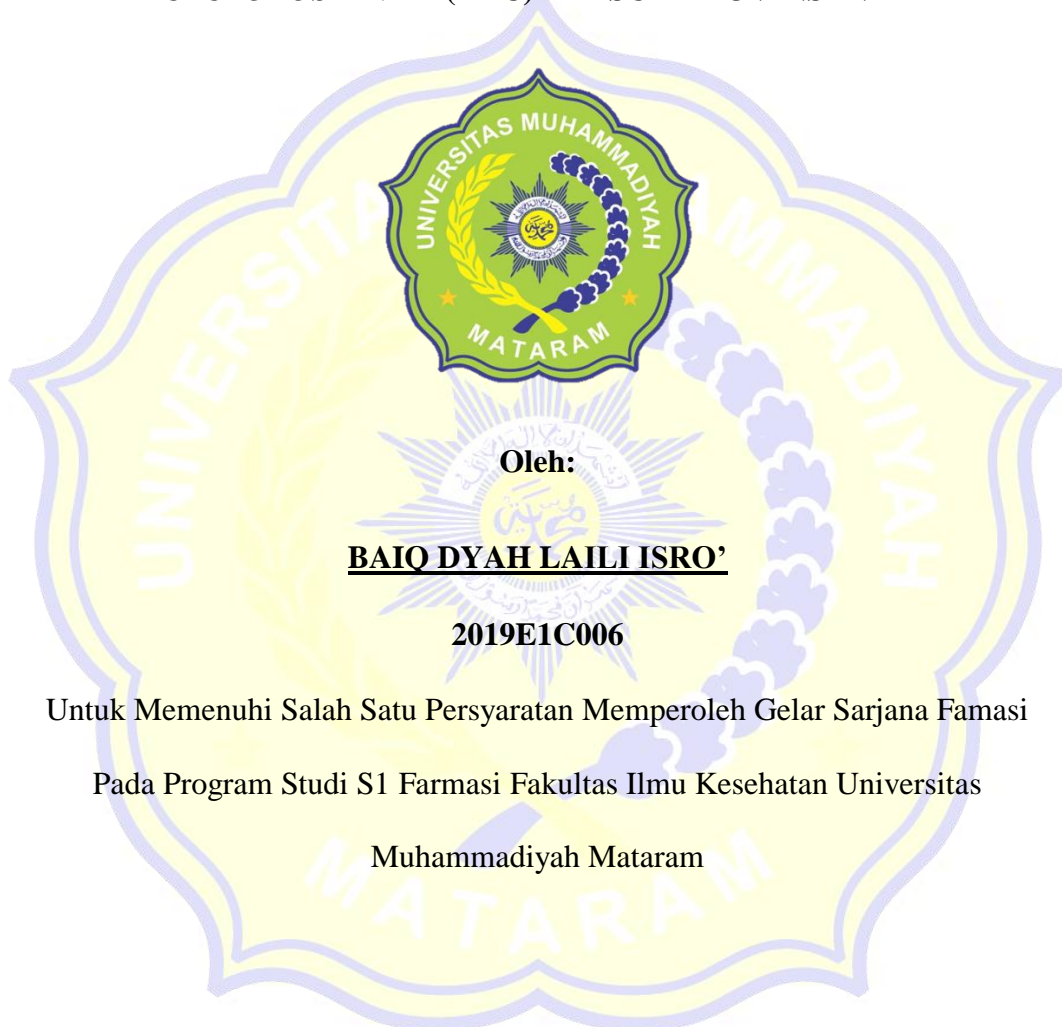 UNIVERSITAS MUHAMMADIYAH
MATARAM
Oleh:
BAIQ DYAH LAILI ISRO’
2019E1C006
Untuk Memenuhi Salah Satu Persyaratan Memperoleh Gelar Sarjana Famasi
Pada Program Studi S1 Farmasi Fakultas Ilmu Kesehatan Universitas
Muhammadiyah Mataram